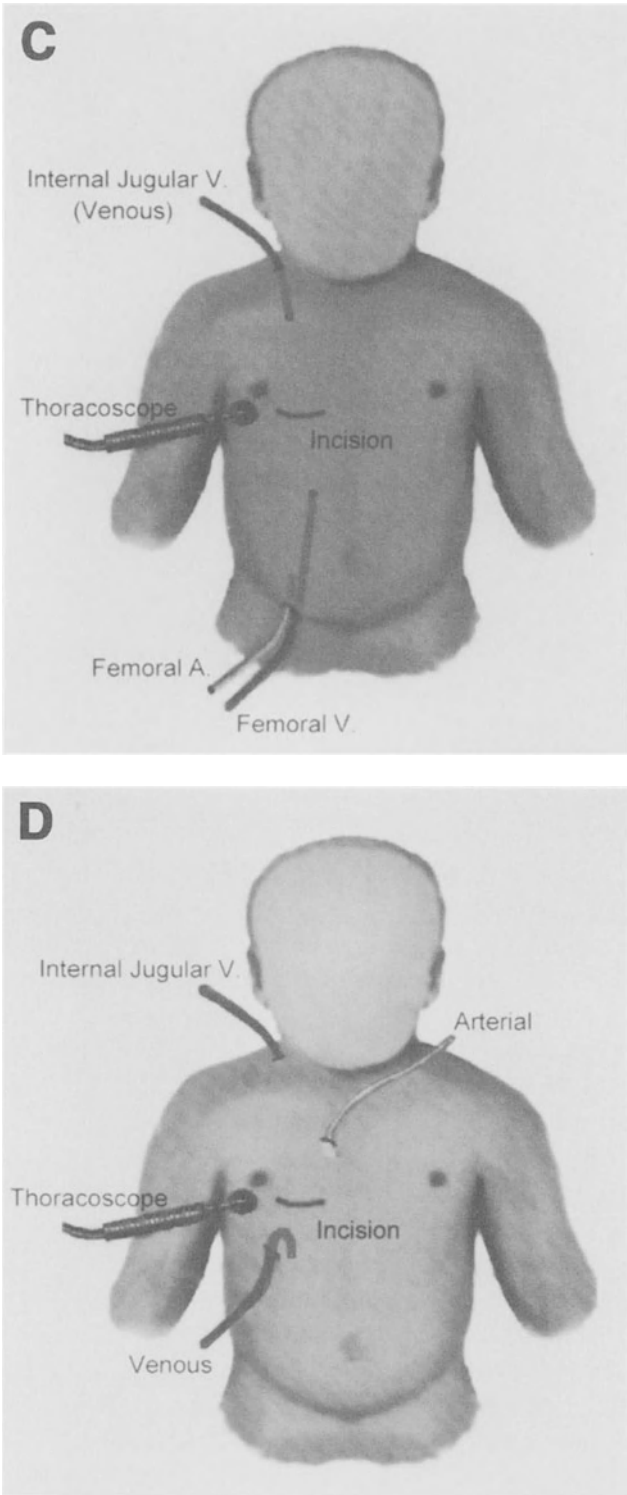 C
Internal Jugular V.
(Venous)
Thoracoscope
Incision
Femoral A.
Femoral V.
D
Internal Jugular V.
Arterial
Thoracoscope
Incision
Venous